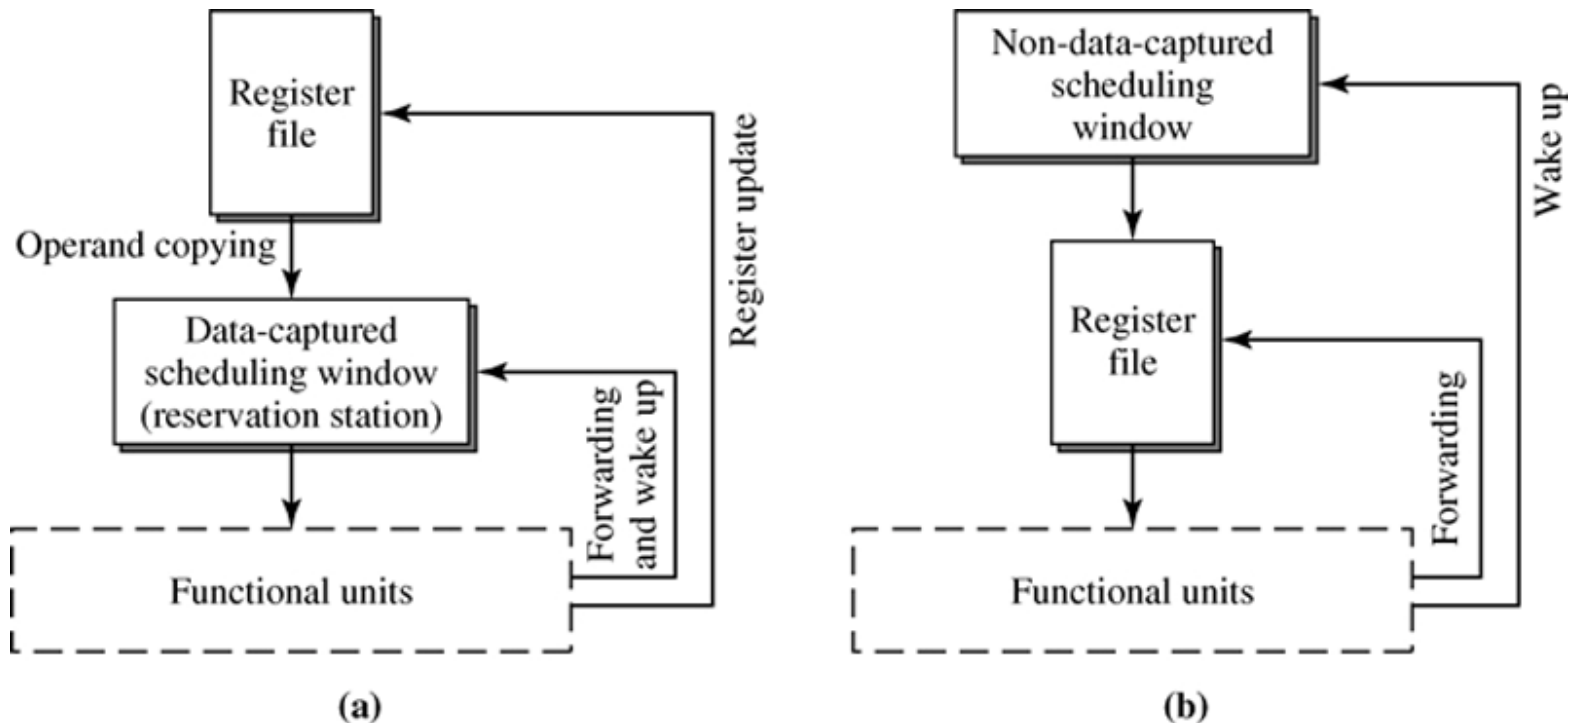 Register
file
Operand copying
Data-captured
scheduling window
(reservation station)
Forwarding
and wake up
Register update
Functional units
(a)
Non-data-captured
scheduling
window
Wake up
Register
file
Forwarding
Functional units
(b)